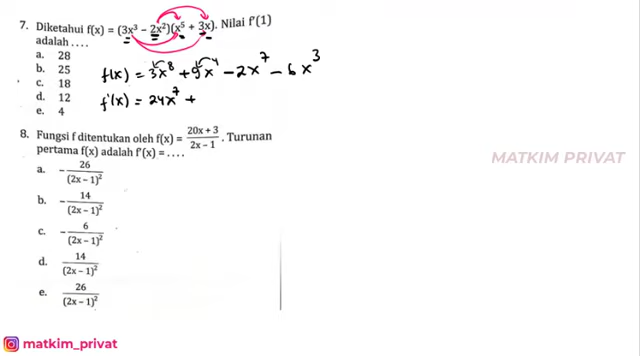 7. Diketahui f(x) = (3x³ − 2x²)(x⁵ + 3x). Nilai f'(1)
adalah . . . .
a. 28
b. 25
c. 18
d. 12
e. 4
f(x) = 3x⁸ + 9x⁴ − 2x⁷ − 6x³
f'(x) = 24x⁷ +
8. Fungsi f ditentukan oleh f(x) = (20x + 3)/(2x − 1). Turunan
pertama f(x) adalah f'(x) = . . . .
a. −26/(2x − 1)²
b. −14/(2x − 1)²
c. −6/(2x − 1)²
d. 14/(2x − 1)²
e. 26/(2x − 1)²
MATKIM PRIVAT
matkim_privat